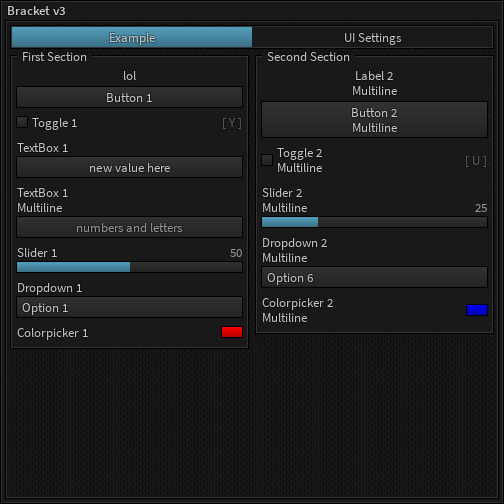 Bracket v3
Example
UI Settings
First Section
lol
Button 1
Toggle 1
[ Y ]
TextBox 1
new value here
TextBox 1
Multiline
numbers and letters
Slider 1
50
Dropdown 1
Option 1
Colorpicker 1
Second Section
Label 2
Multiline
Button 2
Multiline
Toggle 2
Multiline
[ U ]
Slider 2
Multiline
25
Dropdown 2
Multiline
Option 6
Colorpicker 2
Multiline